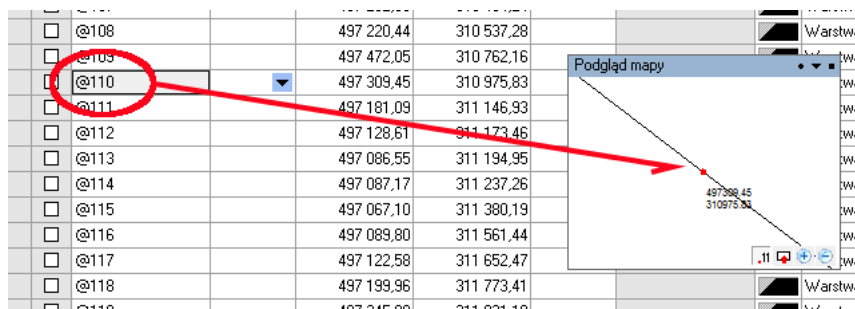 @108 497 220,44 310 537,28 Warstw
@109 497 472,05 310 762,16
Podgląd mapy
@110 497 309,45 310 975,83
@111 497 181,09 311 146,93
@112 497 128,61 311 173,46
@113 497 086,55 311 194,95
@114 497 087,17 311 237,26
497309,45
@115 497 067,10 311 380,19
310975.83
@116 497 089,80 311 561,44
@117 497 122,58 311 652,47
.11
@118 497 199,96 311 773,41 Warstwa